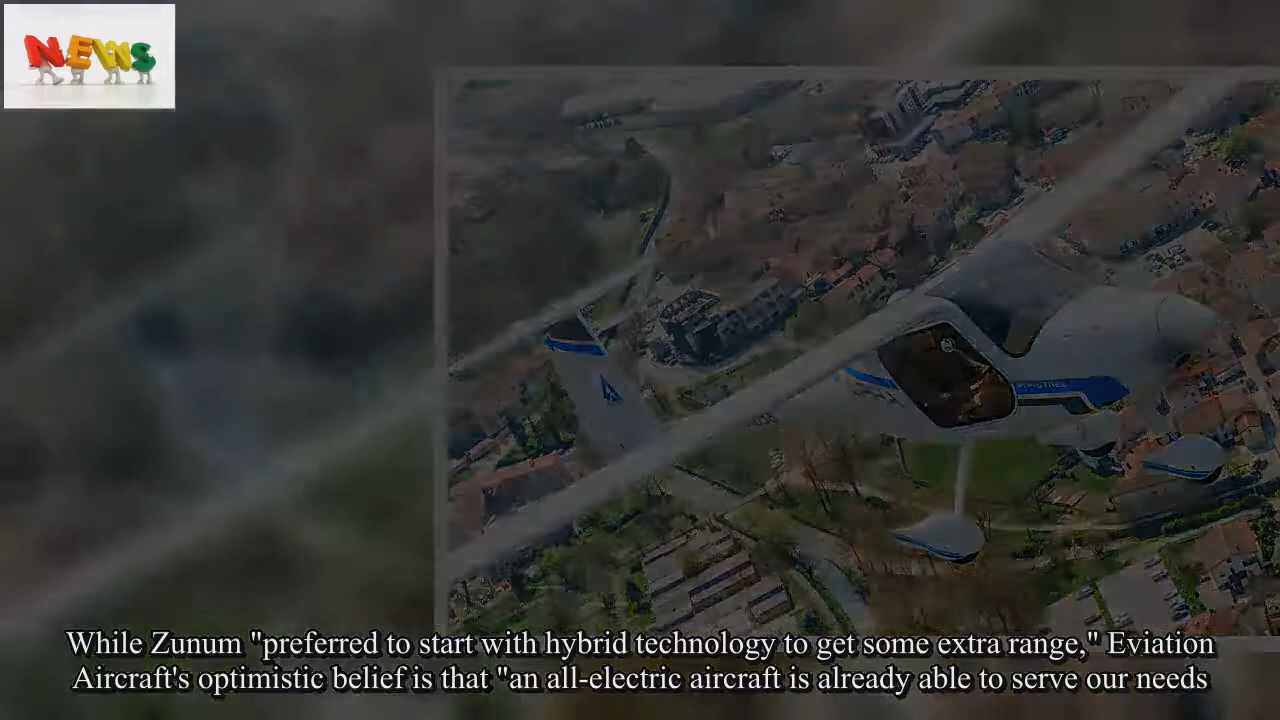 NEWS
PIPISTREL
While Zunum "preferred to start with hybrid technology to get some extra range," Eviation
Aircraft's optimistic belief is that "an all-electric aircraft is already able to serve our needs